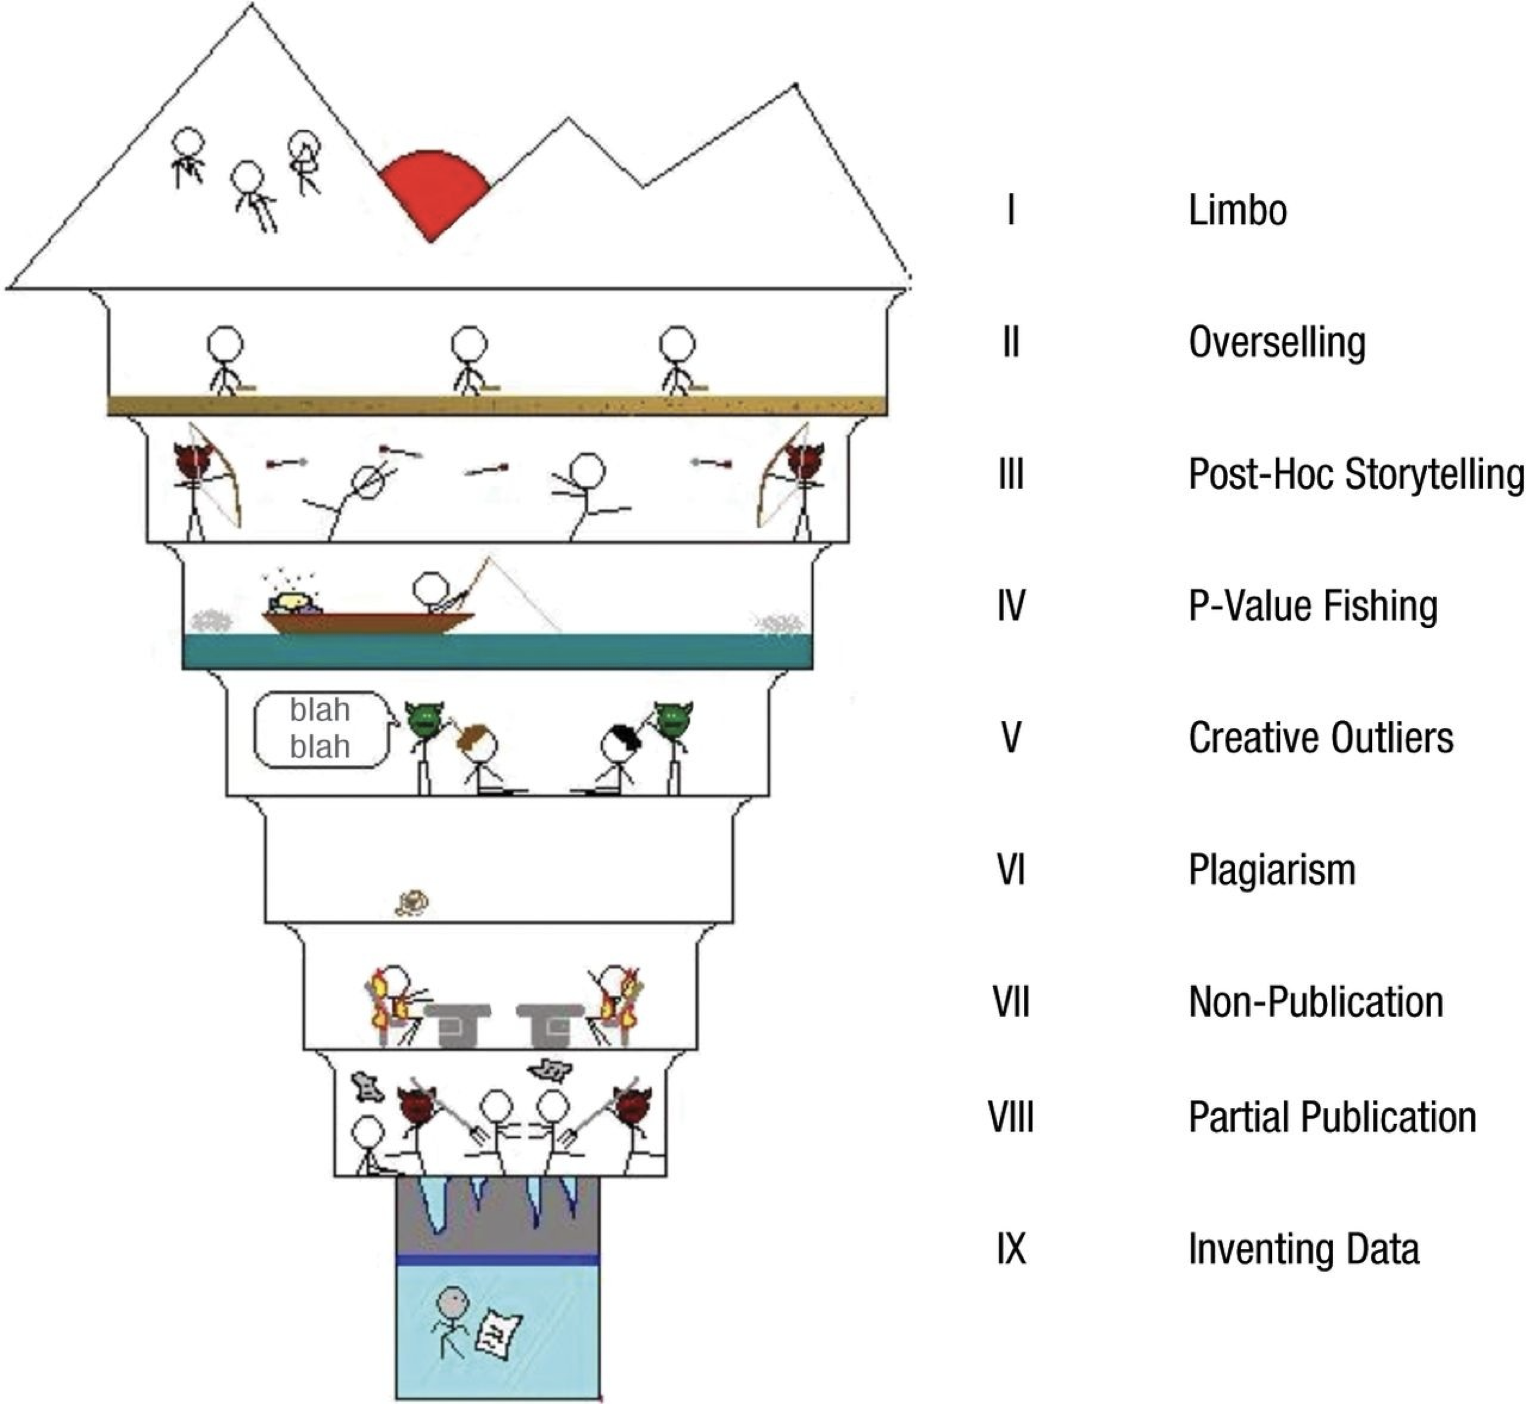 I Limbo
II Overselling
III Post-Hoc Storytelling
IV P-Value Fishing
blah
blah
V Creative Outliers
VI Plagiarism
VII Non-Publication
VIII Partial Publication
IX Inventing Data